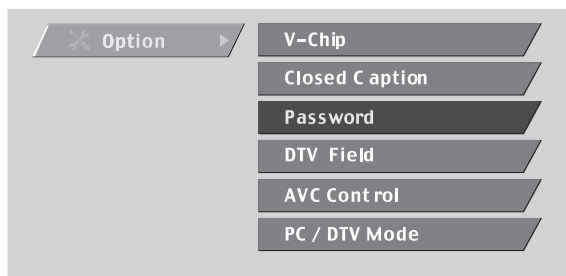 Option
V-Chip
Closed Caption
Password
DTV Field
AVC Control
PC / DTV Mode